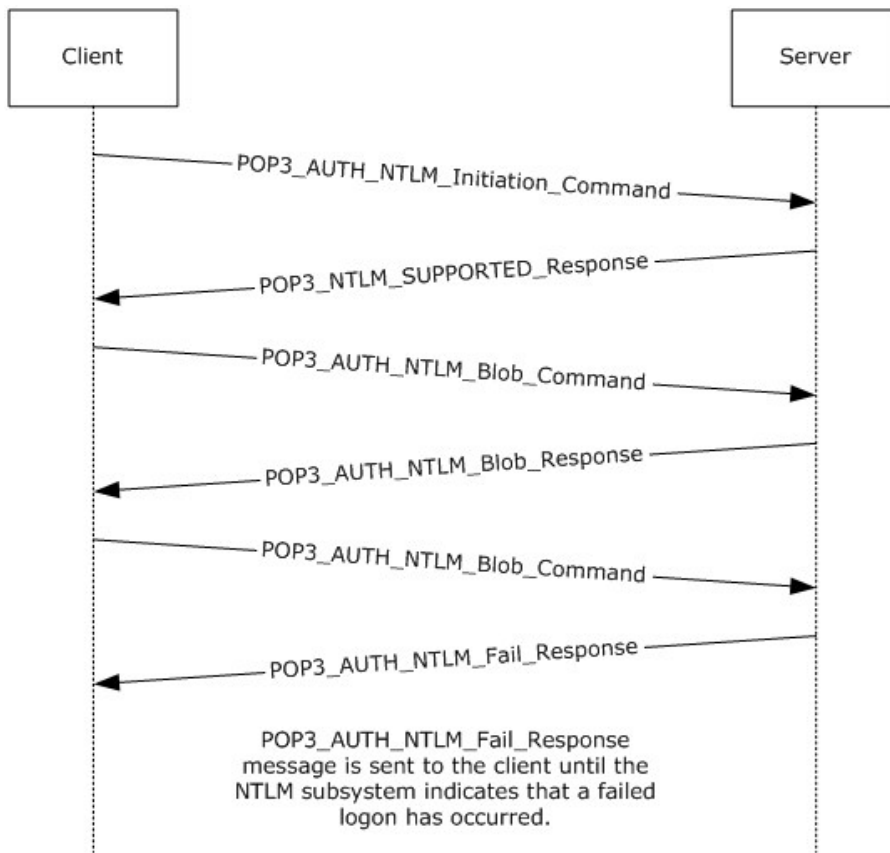 Client
Server
POP3_AUTH_NTLM_Initiation_Command
POP3_NTLM_SUPPORTED_Response
POP3_AUTH_NTLM_Blob_Command
POP3_AUTH_NTLM_Blob_Response
POP3_AUTH_NTLM_Blob_Command
POP3_AUTH_NTLM_Fail_Response
POP3_AUTH_NTLM_Fail_Response
message is sent to the client until the
NTLM subsystem indicates that a failed
logon has occurred.